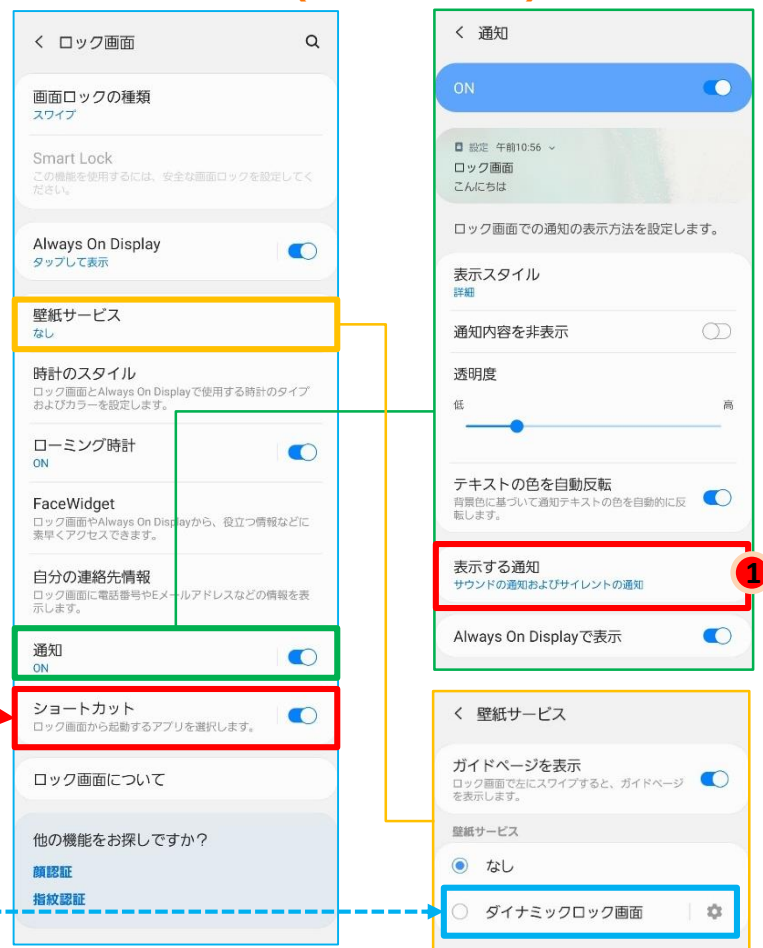 ロック画面
画面ロックの種類
スワイプ
Smart Lock
この機能を使用するには、安全な画面ロックを設定してく
ださい。
Always On Display
タップして表示
壁紙サービス
なし
時計のスタイル
ロック画面とAlways On Displayで使用する時計のタイプ
およびカラーを設定します。
ローミング時計
ON
FaceWidget
ロック画面やAlways On Displayから、役立つ情報などに
素早くアクセスできます。
自分の連絡先情報
ロック画面に電話番号やEメールアドレスなどの情報を表
示します。
通知
ON
ショートカット
ロック画面から起動するアプリを選択します。
ロック画面について
他の機能をお探しですか？
顔認証
指紋認証
通知
ON
設定 午前10:56
ロック画面
こんにちは
ロック画面での通知の表示方法を設定します。
表示スタイル
詳細
通知内容を非表示
透明度
低 高
テキストの色を自動反転
背景色に基づいて通知テキストの色を自動的に反
転します。
表示する通知
サウンドの通知およびサイレントの通知
1
Always On Displayで表示
壁紙サービス
ガイドページを表示
ロック画面で左にスワイプすると、ガイドページ
を表示します。
壁紙サービス
なし
ダイナミックロック画面